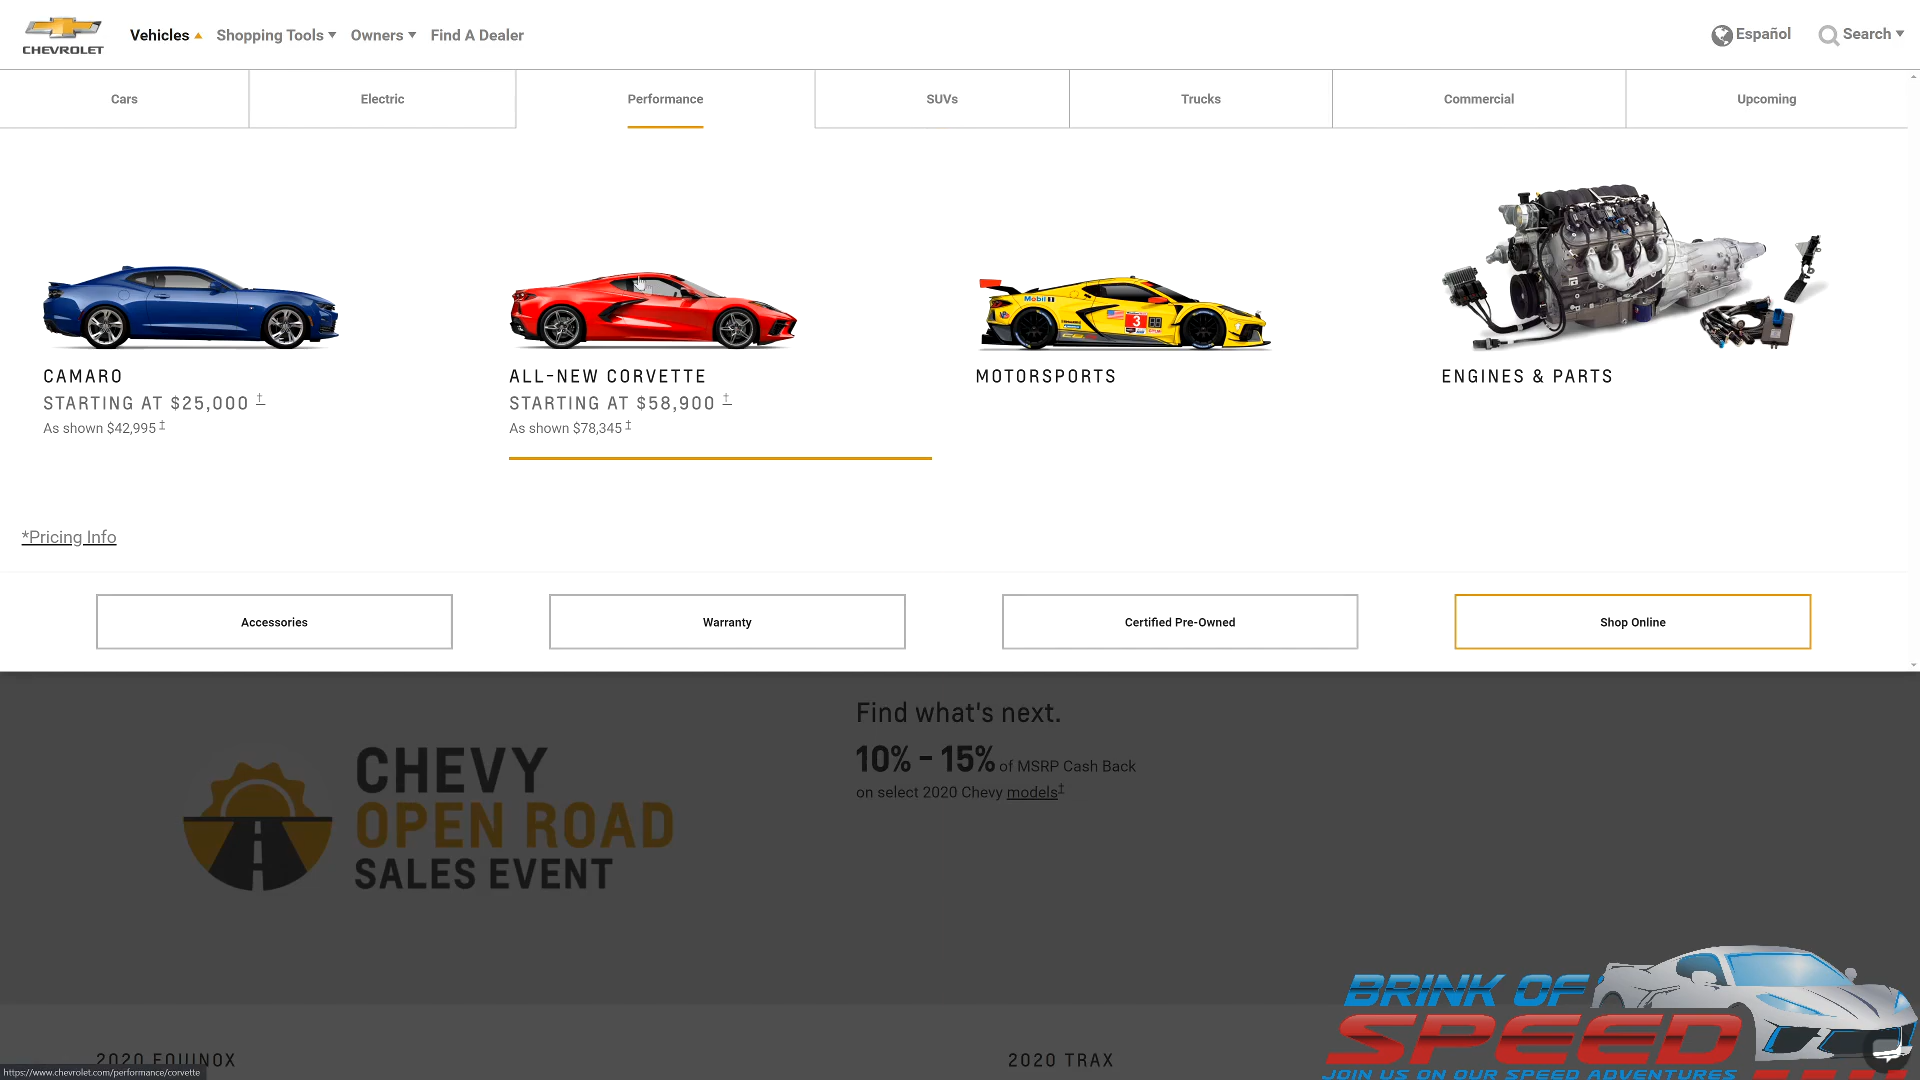 CHEVROLET
Vehicles
Shopping Tools
Owners
Find A Dealer
Español
Search
Cars
Electric
Performance
SUVs
Trucks
Commercial
Upcoming
Mobil 1
3
CAMARO
STARTING AT $25,000 †
As shown $42,995 ‡
ALL-NEW CORVETTE
STARTING AT $58,900 †
As shown $78,345 ‡
MOTORSPORTS
ENGINES & PARTS
*Pricing Info
Accessories
Warranty
Certified Pre-Owned
Shop Online
CHEVY
OPEN ROAD
SALES EVENT
Find what's next.
10% - 15% of MSRP Cash Back
on select 2020 Chevy models‡
2020 EQUINOX
2020 TRAX
https://www.chevrolet.com/performance/corvette
BRINK OF
SPEED
JOIN US ON OUR SPEED ADVENTURES